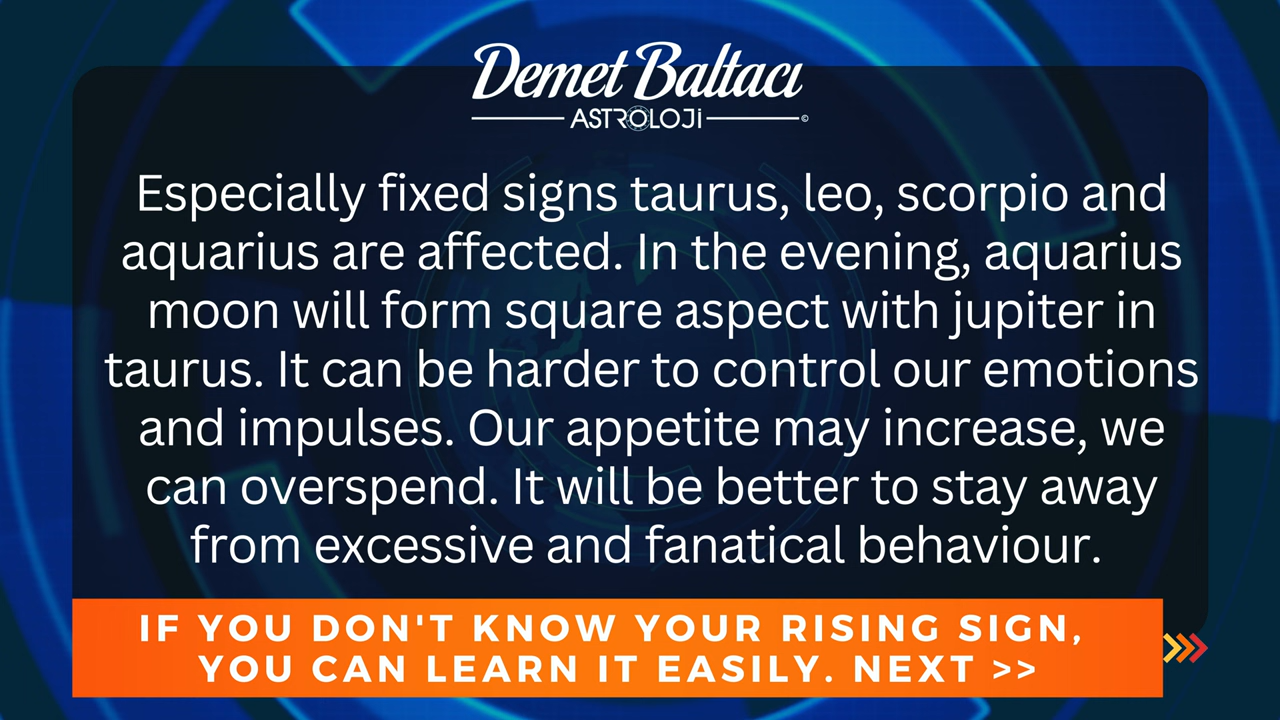 Demet Baltacı
ASTROLOJi
©
Especially fixed signs taurus, leo, scorpio and
aquarius are affected. In the evening, aquarius
moon will form square aspect with jupiter in
taurus. It can be harder to control our emotions
and impulses. Our appetite may increase, we
can overspend. It will be better to stay away
from excessive and fanatical behaviour.
IF YOU DON'T KNOW YOUR RISING SIGN,
YOU CAN LEARN IT EASILY. NEXT >>